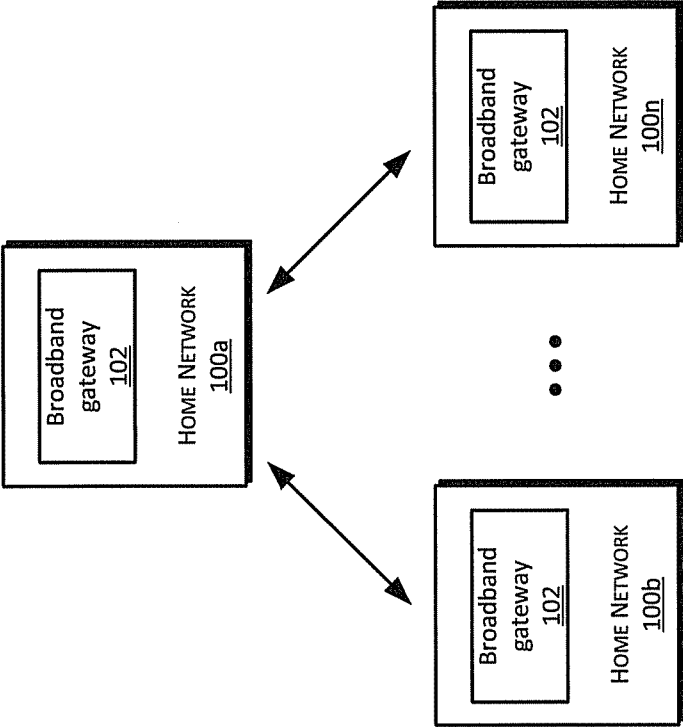 Broadband
gateway
102
HOME NETWORK
100a
Broadband
gateway
102
HOME NETWORK
100b
Broadband
gateway
102
HOME NETWORK
100n